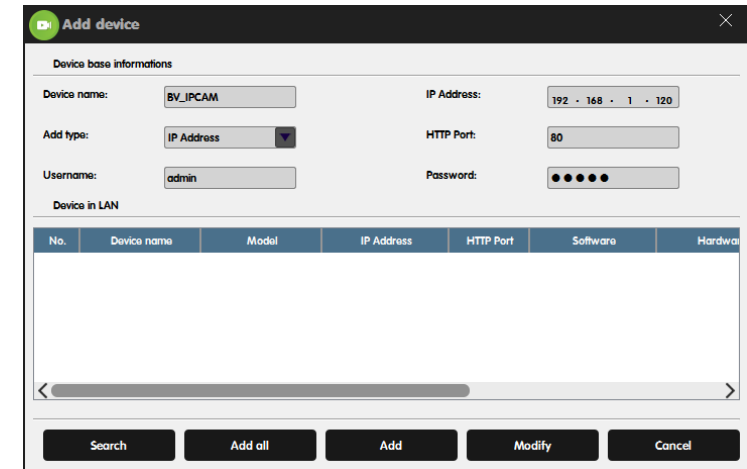 Add device
Device base informations
Device name: BV_IPCAM IP Address: 192 . 168 . 1 . 120
Add type: IP Address HTTP Port: 80
Username: admin Password: ●●●●●
Device in LAN
No. Device name Model IP Address HTTP Port Software Hardwar
Search Add all Add Modify Cancel